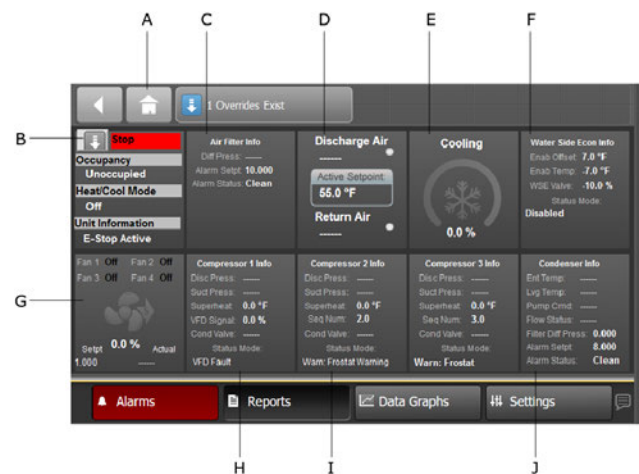 A
C
D
E
F
1 Overrides Exist
B
Stop
Occupancy
Unoccupied
Heat/Cool Mode
Off
Unit Information
E-Stop Active
Air Filter Info
Diff Press: -----
Alarm Setpt: 10.000
Alarm Status: Clean
Discharge Air
------
Active Setpoint:
55.0 °F
Return Air
------
Cooling
0.0 %
Water Side Econ Info
Enab Offset: 7.0 °F
Enab Temp: -7.0 °F
WSE Valve: -10.0 %
Status Mode:
Disabled
G
Fan 1 Off Fan 2 Off
Fan 3 Off Fan 4 Off
Setpt 0.0 % Actual
1.000 -----
Compressor 1 Info
Disc Press: -----
Suct Press: -----
Superheat: 0.0 °F
VFD Signal: 0.0 %
Cond Valve: -----
Status Mode:
VFD Fault
Compressor 2 Info
Disc Press: -----
Suct Press: -----
Superheat: 0.0 °F
Seq Num: 2.0
Cond Valve: -----
Status Mode:
Warn: Frostat Warning
Compressor 3 Info
Disc Press: -----
Suct Press: -----
Superheat: 0.0 °F
Seq Num: 3.0
Cond Valve: -----
Status Mode:
Warn: Frostat
Condenser Info
Ent Temp: -----
Lvg Temp: -----
Pump Cmd: -----
Flow Status: -----
Filter Diff Press: 0.000
Alarm Setpt: 8.000
Alarm Status: Clean
Alarms
Reports
Data Graphs
Settings
H
I
J